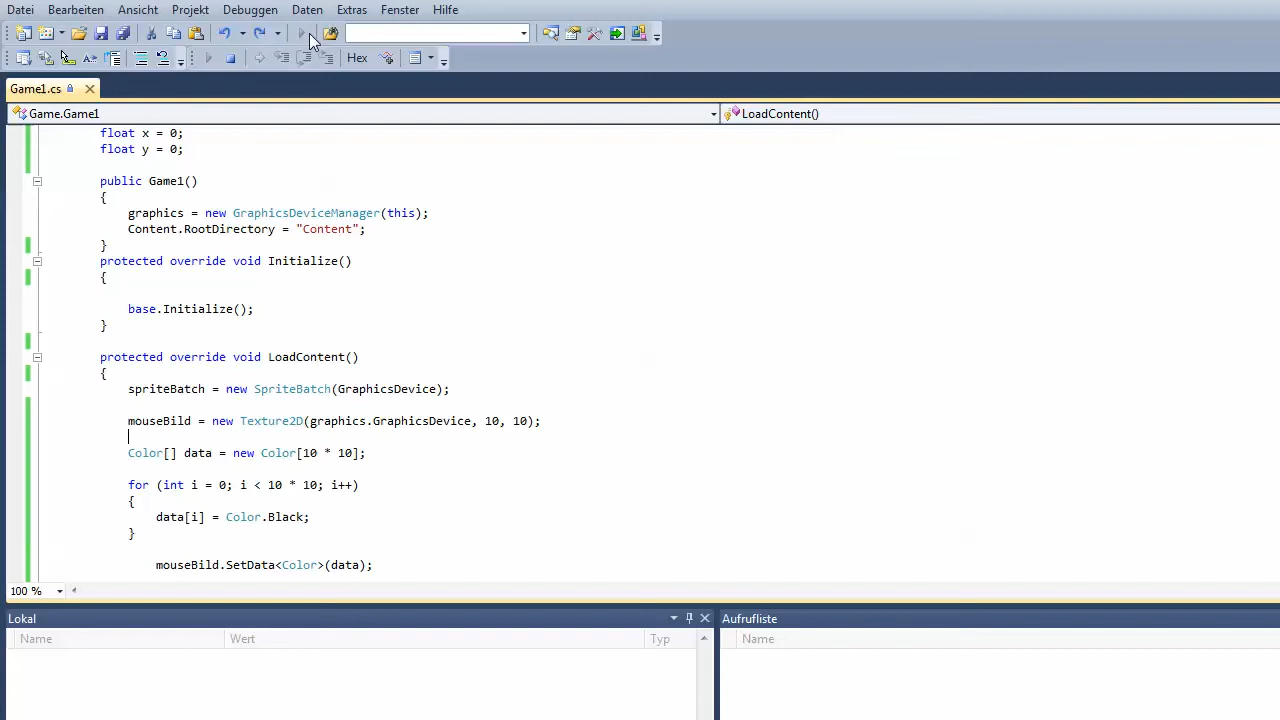 Datei Bearbeiten Ansicht Projekt Debuggen Daten Extras Fenster Hilfe
Hex
Game1.cs
Game.Game1 LoadContent()
float x = 0;
float y = 0;
public Game1()
{
graphics = new GraphicsDeviceManager(this);
Content.RootDirectory = "Content";
}
protected override void Initialize()
{
base.Initialize();
}
protected override void LoadContent()
{
spriteBatch = new SpriteBatch(GraphicsDevice);
mouseBild = new Texture2D(graphics.GraphicsDevice, 10, 10);
Color[] data = new Color[10 * 10];
for (int i = 0; i < 10 * 10; i++)
{
data[i] = Color.Black;
}
mouseBild.SetData<Color>(data);
100 %
Lokal Aufrufliste
Name Wert Typ Name